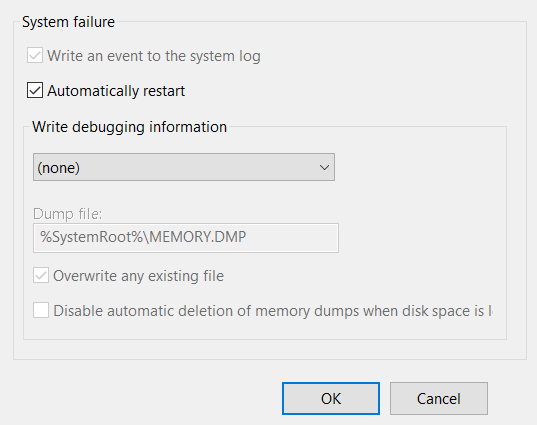 System failure
Write an event to the system log
Automatically restart
Write debugging information
(none)
Dump file:
%SystemRoot%\MEMORY.DMP
Overwrite any existing file
Disable automatic deletion of memory dumps when disk space is
OK
Cancel